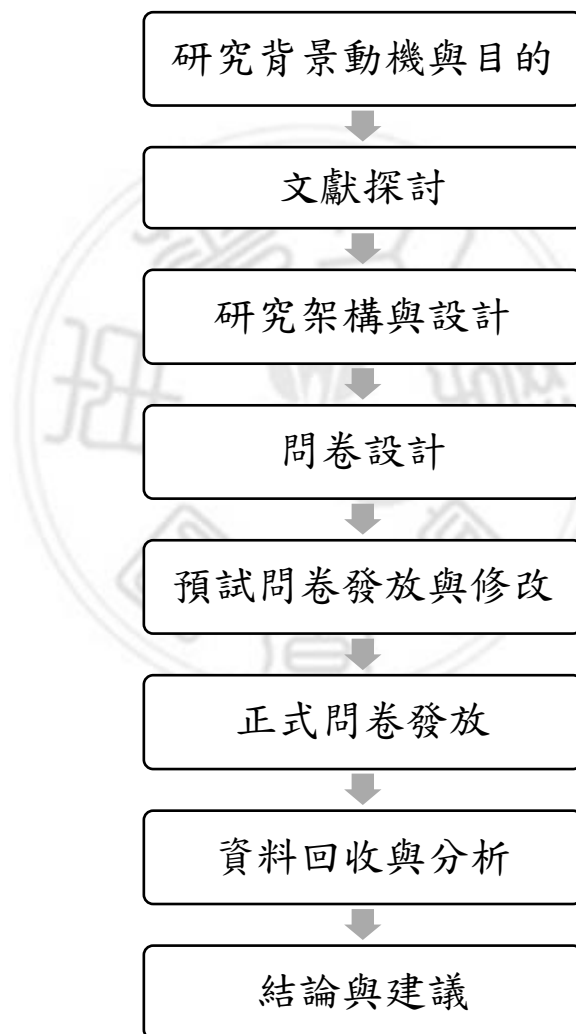 研究背景動機與目的
文獻探討
研究架構與設計
問卷設計
預試問卷發放與修改
正式問卷發放
資料回收與分析
結論與建議